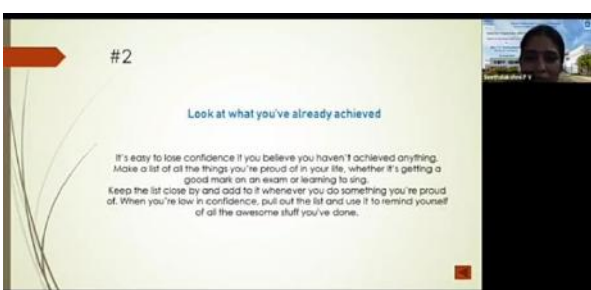 #2
Look at what you've already achieved
It's easy to lose confidence if you believe you haven't achieved anything.
Make a list of all the things you're proud of in your life, whether it's getting a
good mark on an exam or learning to sing.
Keep the list close by and add to it whenever you do something you're proud
of. When you're low in confidence, pull out the list and use it to remind yourself
of all the awesome stuff you've done.